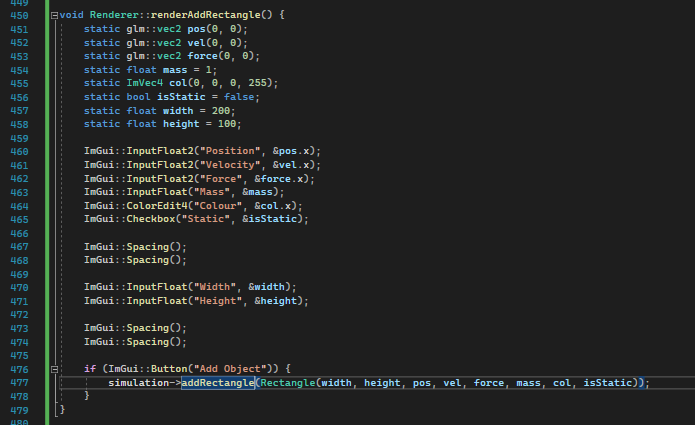 449
450 void Renderer::renderAddRectangle() {
451 static glm::vec2 pos(0, 0);
452 static glm::vec2 vel(0, 0);
453 static glm::vec2 force(0, 0);
454 static float mass = 1;
455 static ImVec4 col(0, 0, 0, 255);
456 static bool isStatic = false;
457 static float width = 200;
458 static float height = 100;
459
460 ImGui::InputFloat2("Position", &pos.x);
461 ImGui::InputFloat2("Velocity", &vel.x);
462 ImGui::InputFloat2("Force", &force.x);
463 ImGui::InputFloat("Mass", &mass);
464 ImGui::ColorEdit4("Colour", &col.x);
465 ImGui::Checkbox("Static", &isStatic);
466
467 ImGui::Spacing();
468 ImGui::Spacing();
469
470 ImGui::InputFloat("Width", &width);
471 ImGui::InputFloat("Height", &height);
472
473 ImGui::Spacing();
474 ImGui::Spacing();
475
476 if (ImGui::Button("Add Object")) {
477 simulation->addRectangle(Rectangle(width, height, pos, vel, force, mass, col, isStatic));
478 }
479 }
480